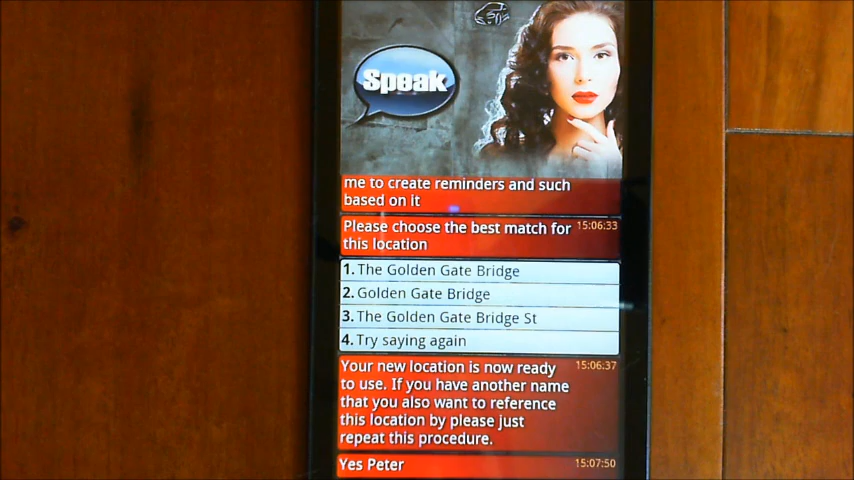 Speak
me to create reminders and such
based on it
Please choose the best match for 15:06:33
this location
1. The Golden Gate Bridge
2. Golden Gate Bridge
3. The Golden Gate Bridge St
4. Try saying again
Your new location is now ready 15:06:37
to use. If you have another name
that you also want to reference
this location by please just
repeat this procedure.
Yes Peter 15:07:50